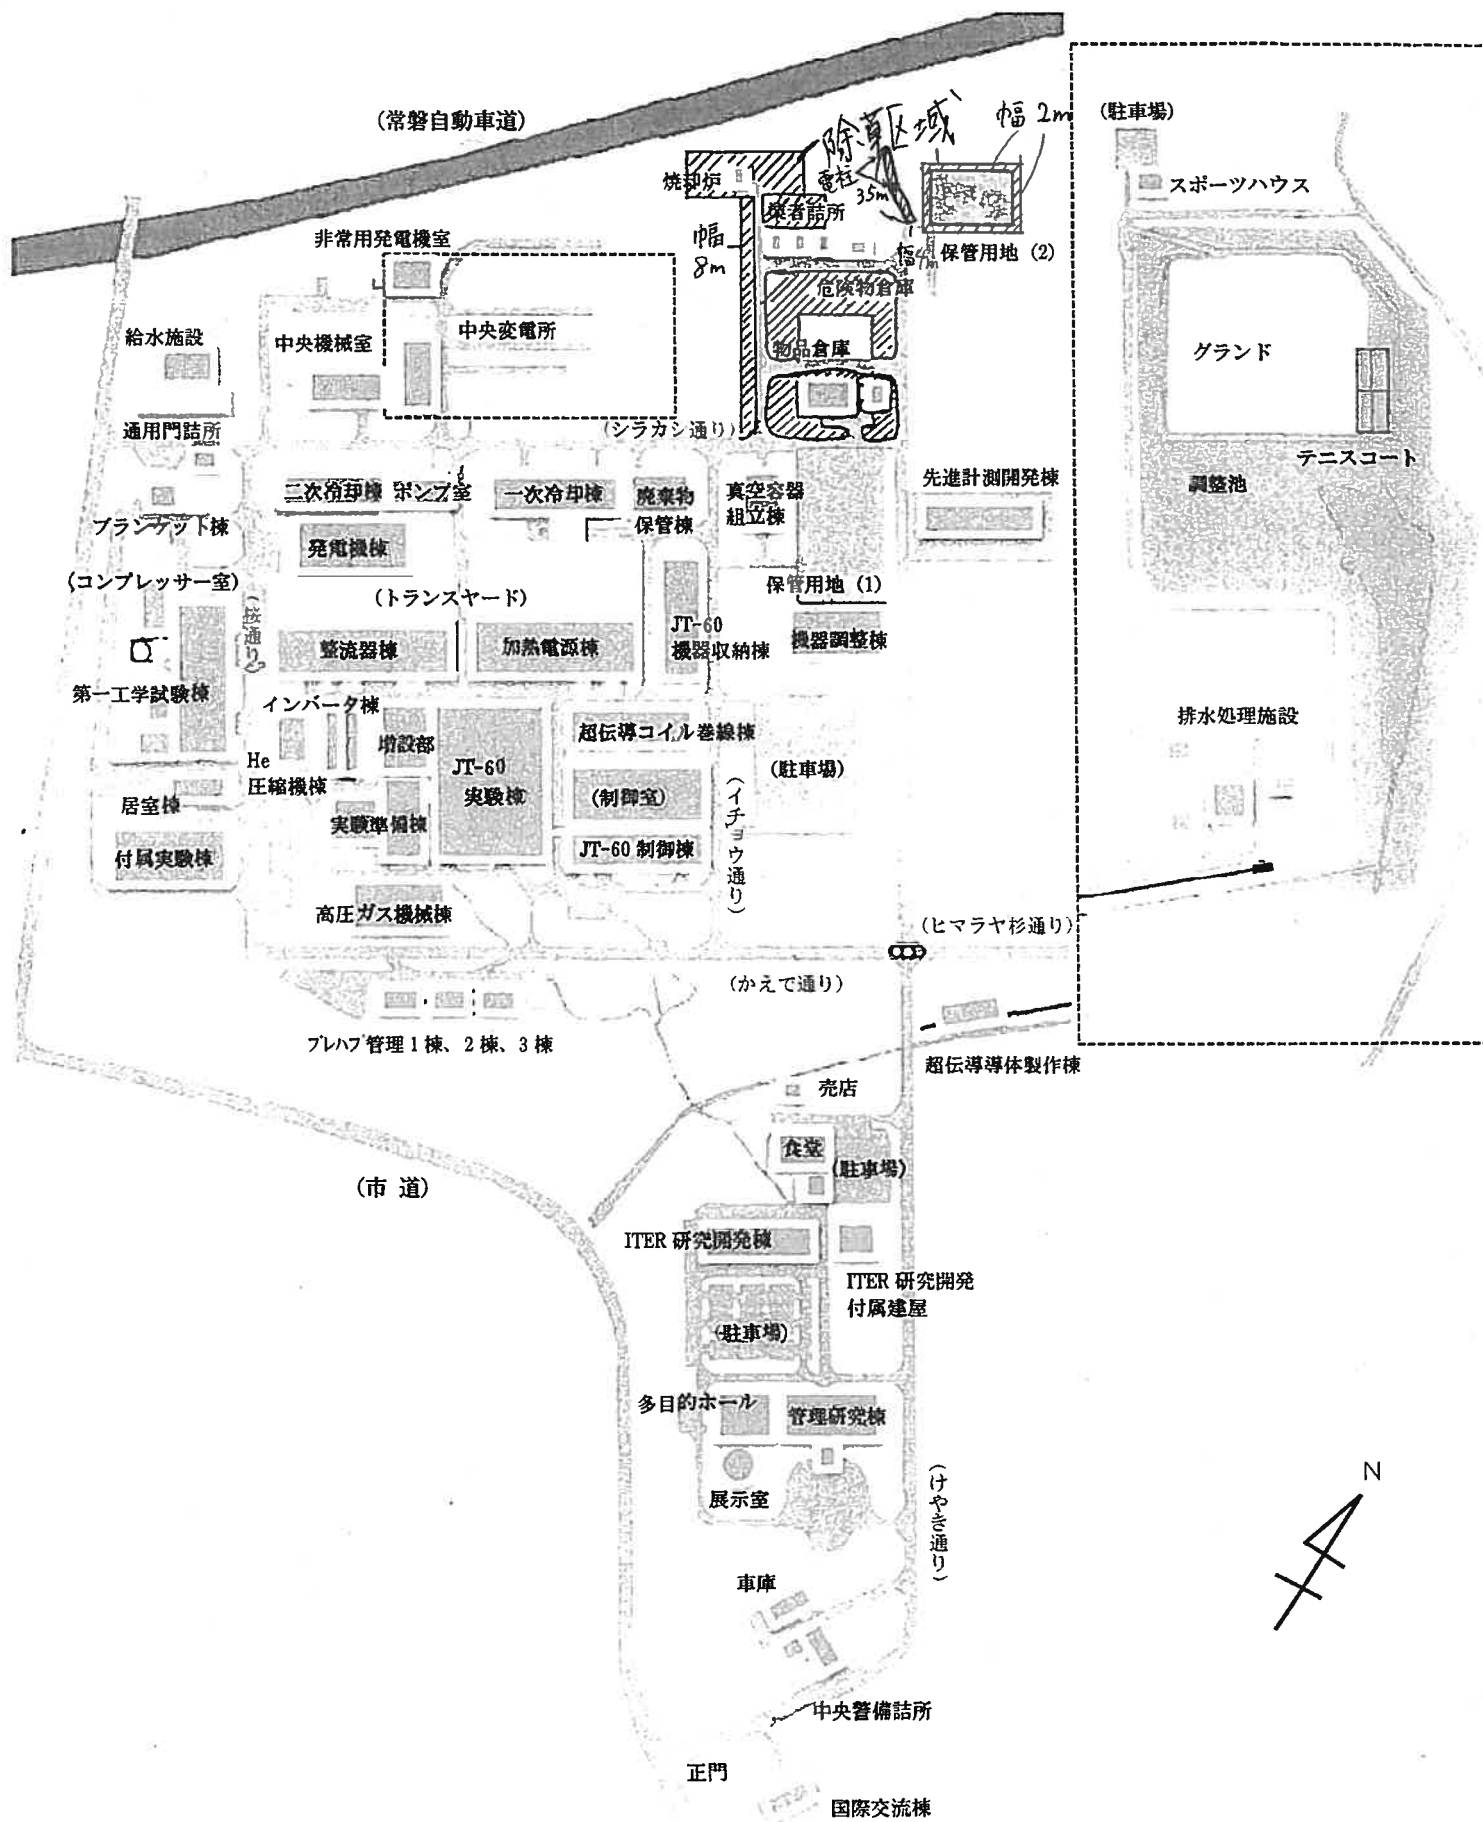 (常磐自動車道)
除草区域
幅 2m
(駐車場)
焼却炉
電柱
35m
業者詰所
スポーツハウス
幅
8m
非常用発電機室
保管用地 (2)
危険物倉庫
給水施設
中央機械室
中央変電所
物品倉庫
グランド
通用門詰所
(シラカシ通り)
テニスコート
二次冷却棟
ポンプ室
一次冷却棟
廃棄物
保管棟
真空容器
組立棟
先進計測開発棟
調整池
ブランケット棟
発電機棟
(コンプレッサー室)
(桜通り)
(トランスヤード)
保管用地 (1)
整流器棟
加熱電源棟
JT-60
機器収納棟
機器調整棟
第一工学試験棟
インバータ棟
増設部
超伝導コイル巻線棟
排水処理施設
He
圧縮機棟
JT-60
実験棟
(駐車場)
居室棟
実験準備棟
(制御室)
(イチョウ通り)
付属実験棟
JT-60 制御棟
高圧ガス機械棟
(ヒマラヤ杉通り)
(かえで通り)
プレハブ管理 1 棟、2 棟、3 棟
超伝導導体製作棟
売店
食堂
(駐車場)
(市 道)
ITER 研究開発棟
ITER 研究開発
付属建屋
(駐車場)
多目的ホール
管理研究棟
展示室
(けやき通り)
N
車庫
中央警備詰所
正門
国際交流棟